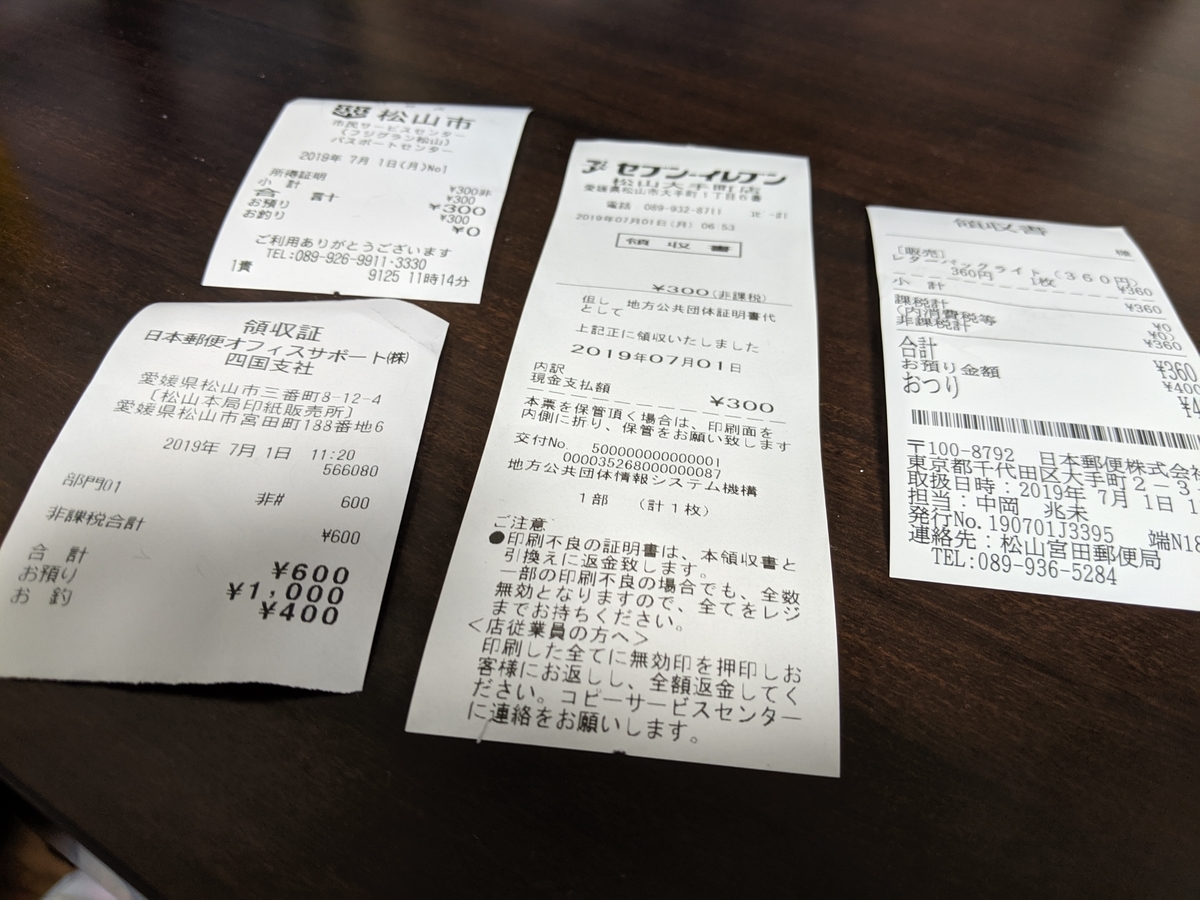 松山市
市民サービスセンター
(フジグラン松山)
パスポートセンター
2019年 7月 1日(月)No1
所得証明 ¥300非
小 計 ¥300
合 計 ¥300
お預り ¥300
お釣り ¥0
ご利用ありがとうございます
TEL:089-926-9911・3330
1責 9125 11時14分
領収証
日本郵便オフィスサポート(株)
四国支社
愛媛県松山市三番町8-12-4
[松山本局印紙販売所]
愛媛県松山市宮田町188番地6
2019年 7月 1日 11:20
566080
部門01 非# 600
非課税合計 ¥600
合 計 ¥600
お預り ¥1,000
お 釣 ¥400
セブン-イレブン
松山大手町店
愛媛県松山市大手町1丁目6番
電話 089-932-8711 ｺﾋﾟ-計
2019年07月01日(月) 06:53
領 収 書
¥300(非課税)
但し 地方公共団体証明書代
として
上記正に領収いたしました
2019年07月01日
内訳
現金支払額 ¥300
本票を保管頂く場合は、印刷面を
内側に折り、保管をお願い致します
交付No. 5000000000001
000035268000000087
地方公共団体情報システム機構
1部 (計1枚)
ご注意
●印刷不良の証明書は、本領収書と
引換えに返金致します。
一部の印刷不良の場合でも、全数
無効となりますので、全てをレジ
までお持ちください。
<店従業員の方へ>
印刷した全てに無効印を押印しお
客様にお返しし、全額返金してく
ださい。コピーサービスセンター
に連絡をお願いします。
領収書
様
[販売]
レターパックライト(360円)
360円 1枚 ¥360
小 計 ¥360
課税計 ¥0
(内消費税等 ¥0)
非課税計 ¥360
合計 ¥360
お預り金額
おつり
〒100-8792 日本郵便株式会社
東京都千代田区大手町2-3
取扱日時:2019年 7月 1日 1
担当:中岡 兆未
発行No.190701J3395 端N18
連絡先:松山宮田郵便局
TEL:089-936-5284